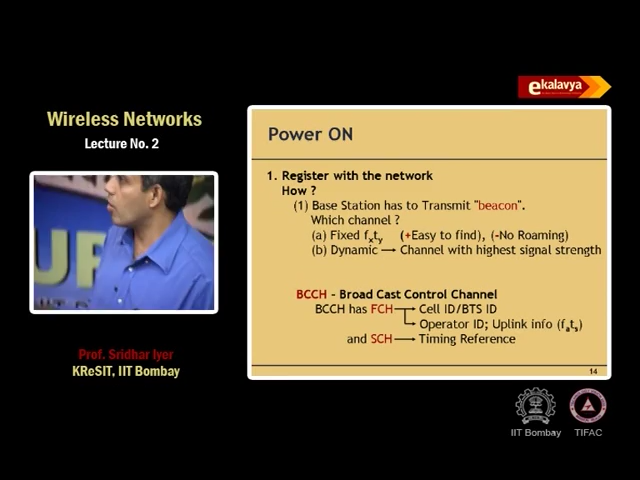 ekalavya
Wireless Networks
Lecture No. 2
Power ON
1. Register with the network
How ?
(1) Base Station has to Transmit "beacon".
Which channel ?
(a) Fixed fxty (+Easy to find), (-No Roaming)
(b) Dynamic → Channel with highest signal strength
BCCH – Broad Cast Control Channel
BCCH has FCH → Cell ID/BTS ID
→ Operator ID; Uplink info (fats)
and SCH → Timing Reference
14
Prof. Sridhar Iyer
KReSIT, IIT Bombay
IIT Bombay
TIFAC